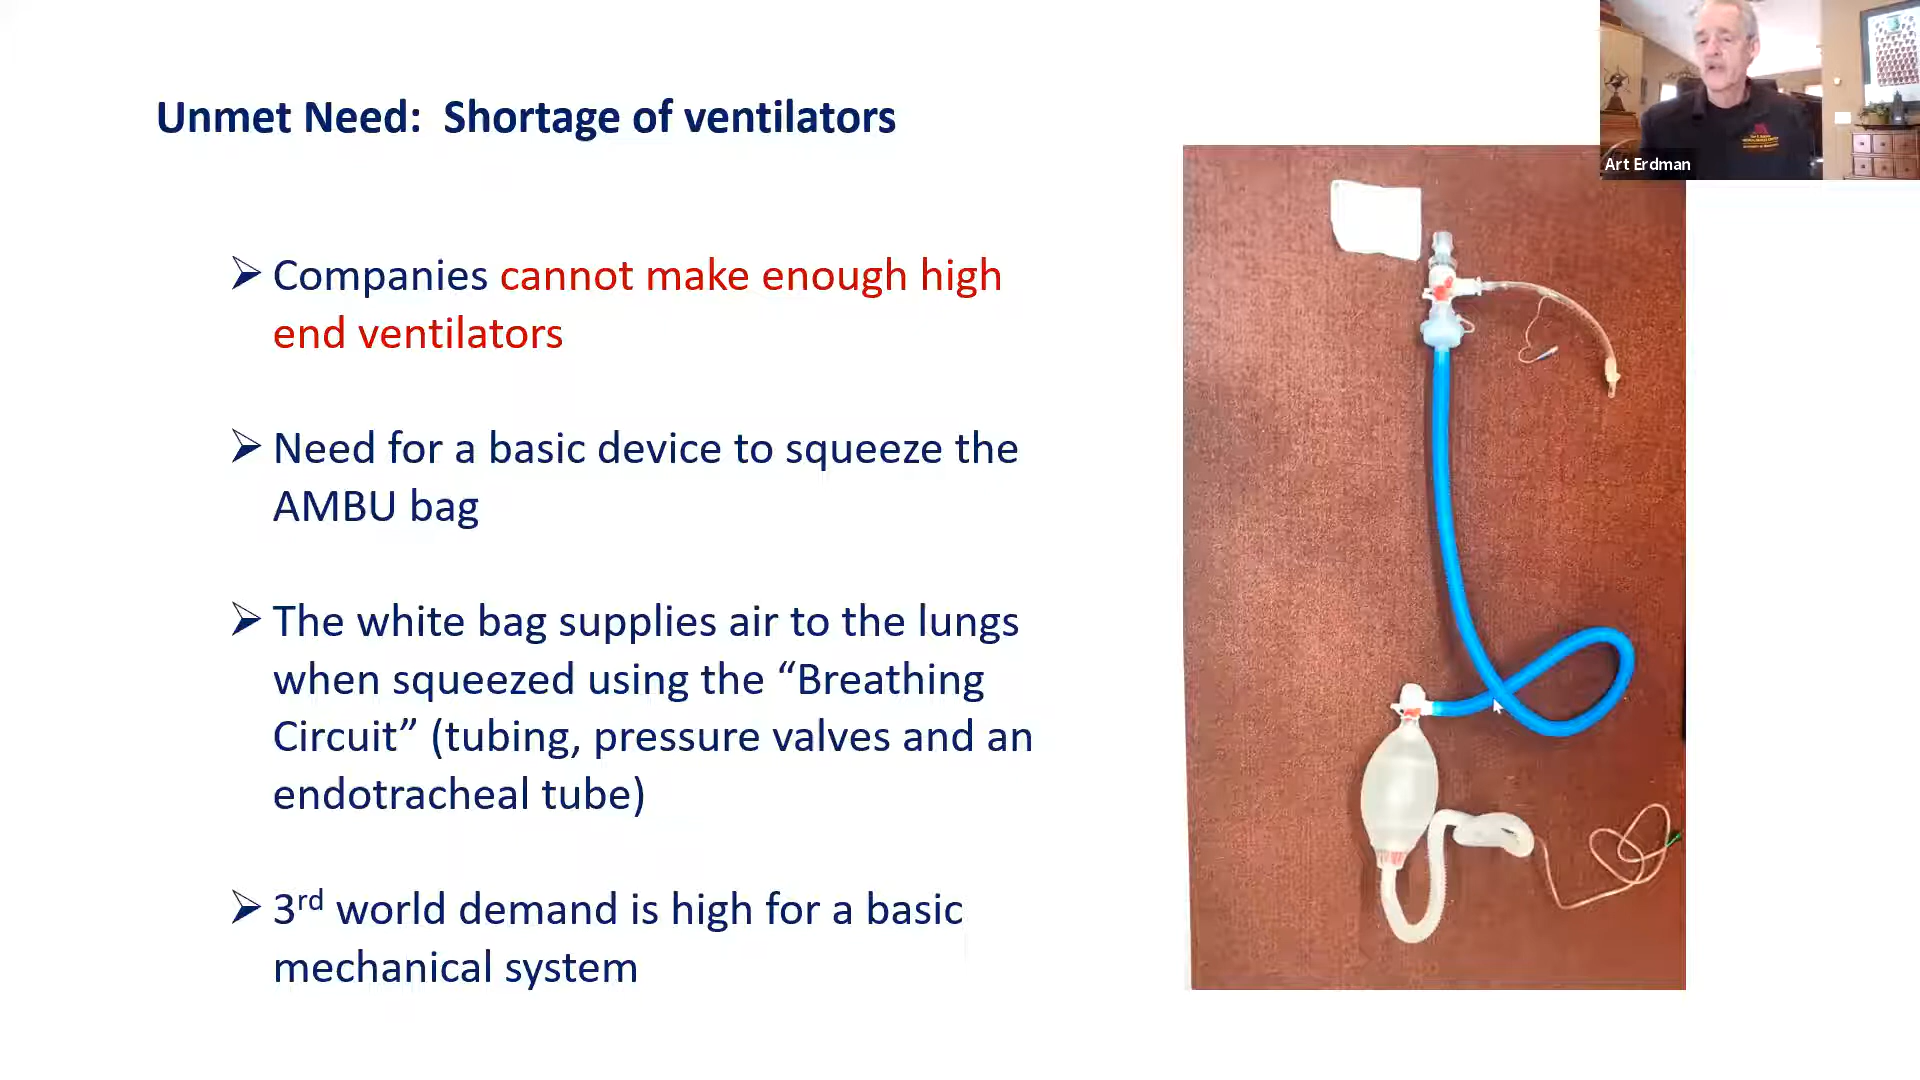 Unmet Need:  Shortage of ventilators
Companies cannot make enough high
end ventilators
Need for a basic device to squeeze the
AMBU bag
The white bag supplies air to the lungs
when squeezed using the “Breathing
Circuit” (tubing, pressure valves and an
endotracheal tube)
3rd world demand is high for a basic
mechanical system
Art Erdman